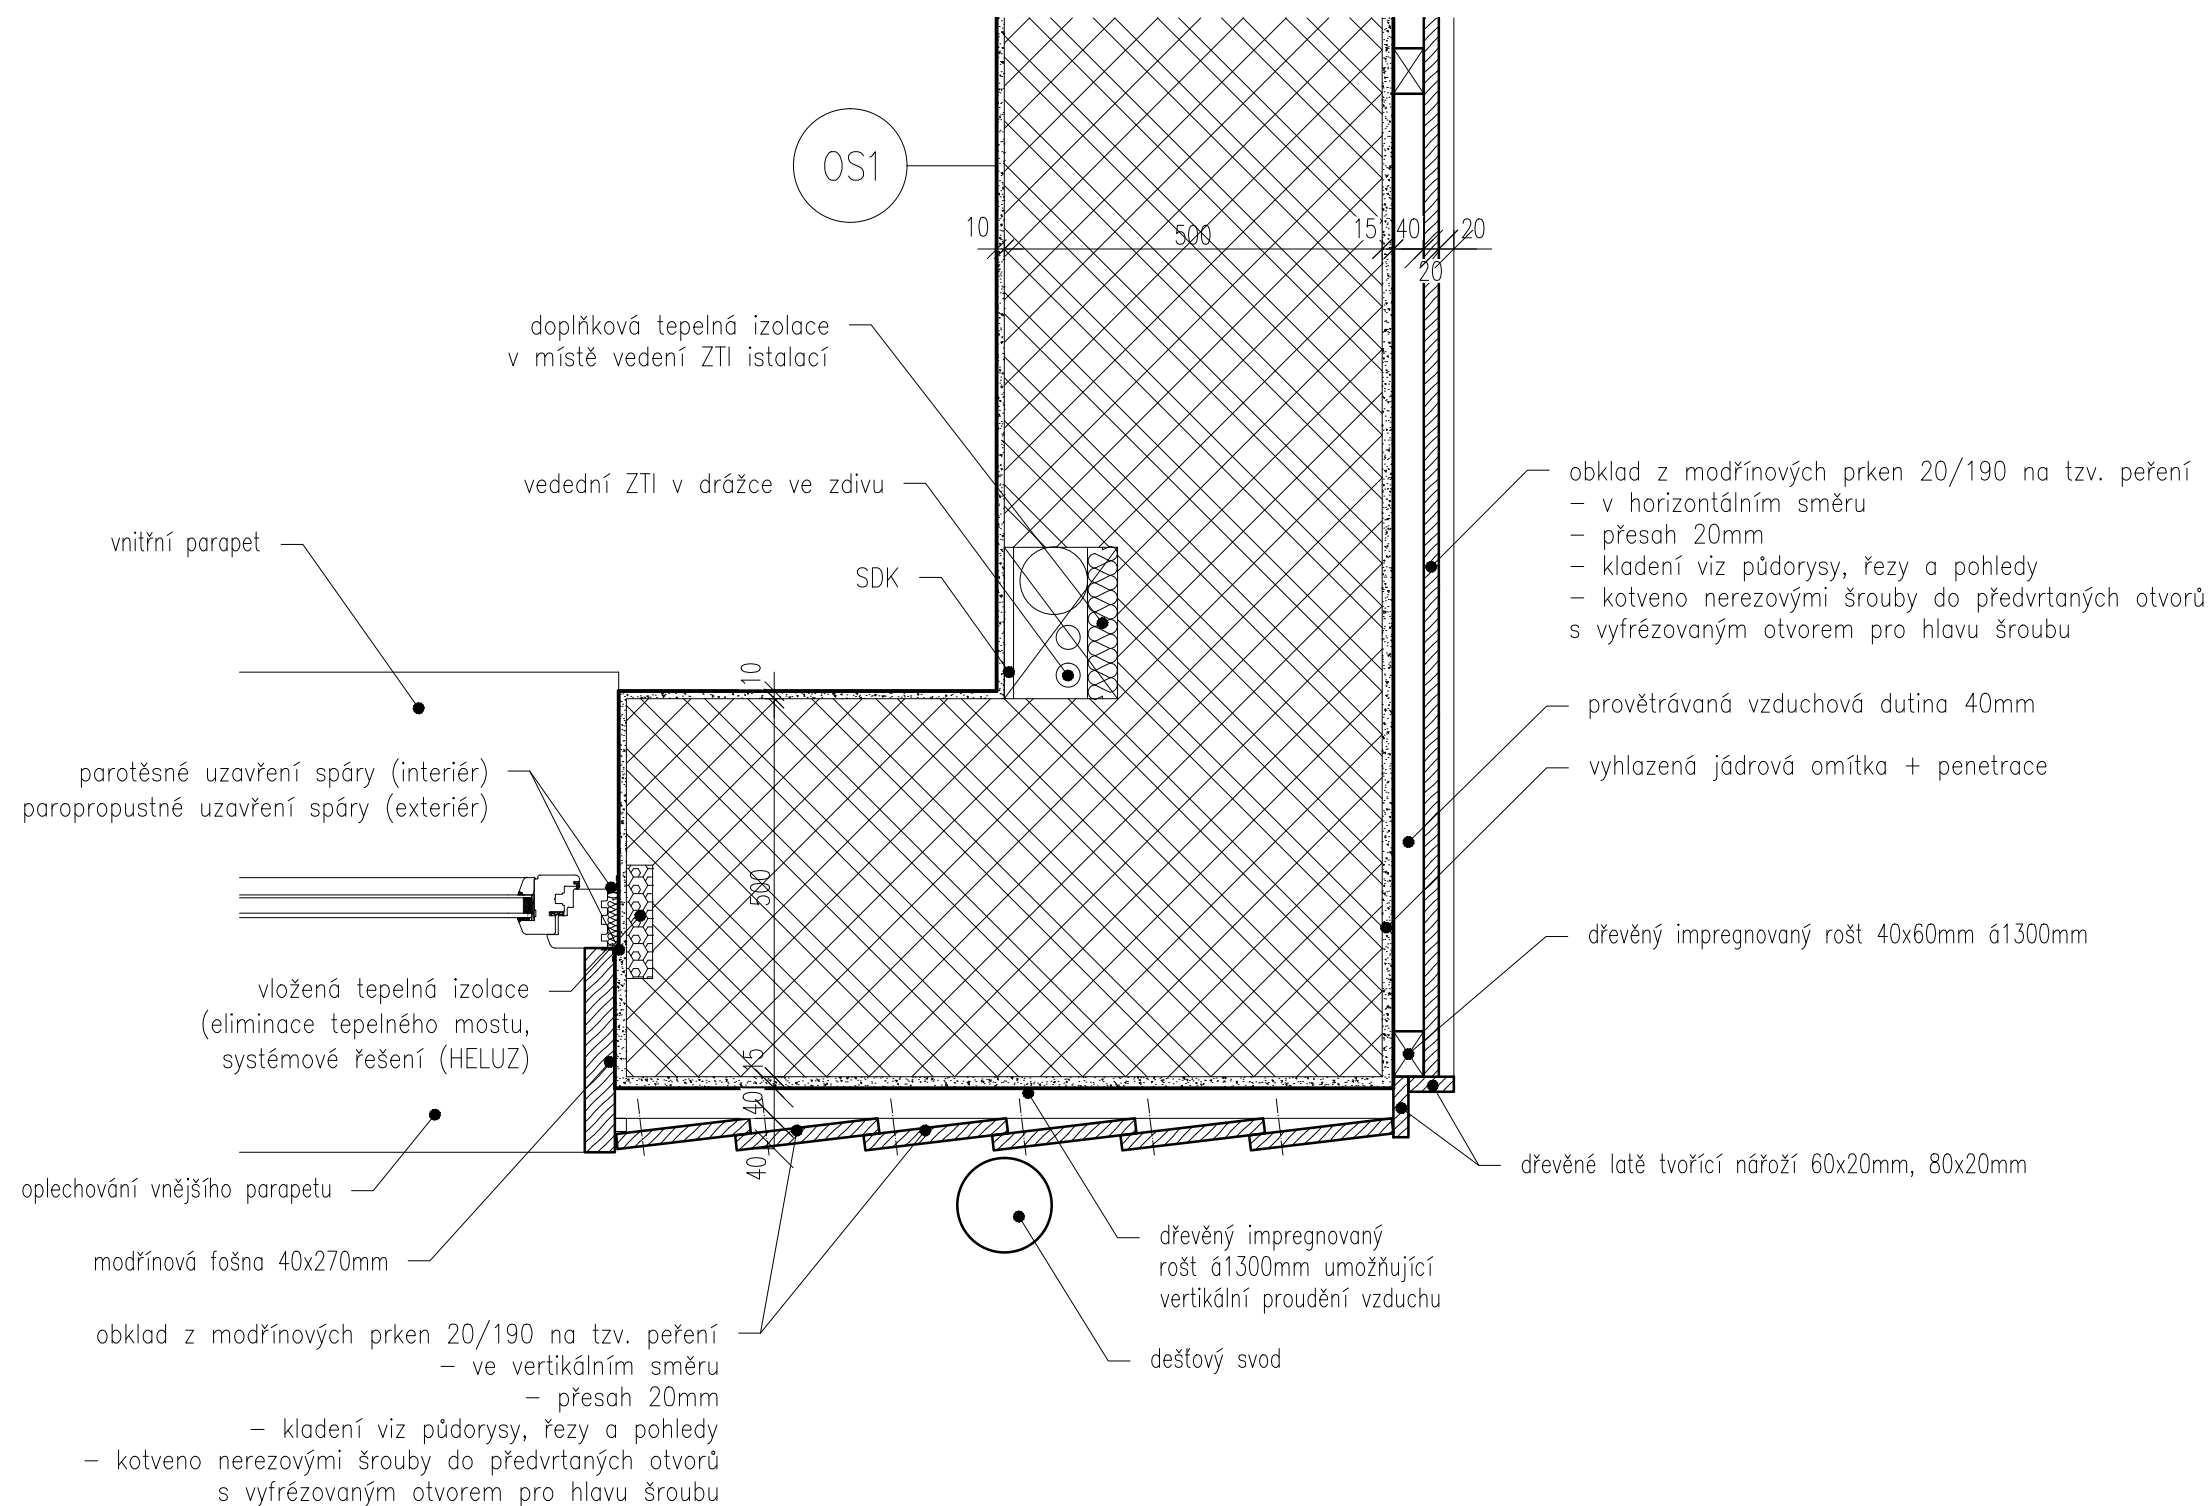 OS1
10
500
15
40
20
20
doplňková tepelná izolace
v místě vedení ZTI istalací
vedední ZTI v drážce ve zdivu
SDK
vnitřní parapet
obklad z modřínových prken 20/190 na tzv. peření
– v horizontálním směru
– přesah 20mm
– kladení viz půdorysy, řezy a pohledy
– kotveno nerezovými šrouby do předvrtaných otvorů
s vyfrézovaným otvorem pro hlavu šroubu
10
provětrávaná vzduchová dutina 40mm
vyhlazená jádrová omítka + penetrace
parotěsné uzavření spáry (interiér)
paropropustné uzavření spáry (exteriér)
500
dřevěný impregnovaný rošt 40x60mm á1300mm
vložená tepelná izolace
(eliminace tepelného mostu,
systémové řešení (HELUZ)
15
40
40
dřevěné latě tvořící nářoží 60x20mm, 80x20mm
oplechování vnějšího parapetu
modřínová fošna 40x270mm
dřevěný impregnovaný
rošt á1300mm umožňující
vertikální proudění vzduchu
dešťový svod
obklad z modřínových prken 20/190 na tzv. peření
– ve vertikálním směru
– přesah 20mm
– kladení viz půdorysy, řezy a pohledy
– kotveno nerezovými šrouby do předvrtaných otvorů
s vyfrézovaným otvorem pro hlavu šroubu